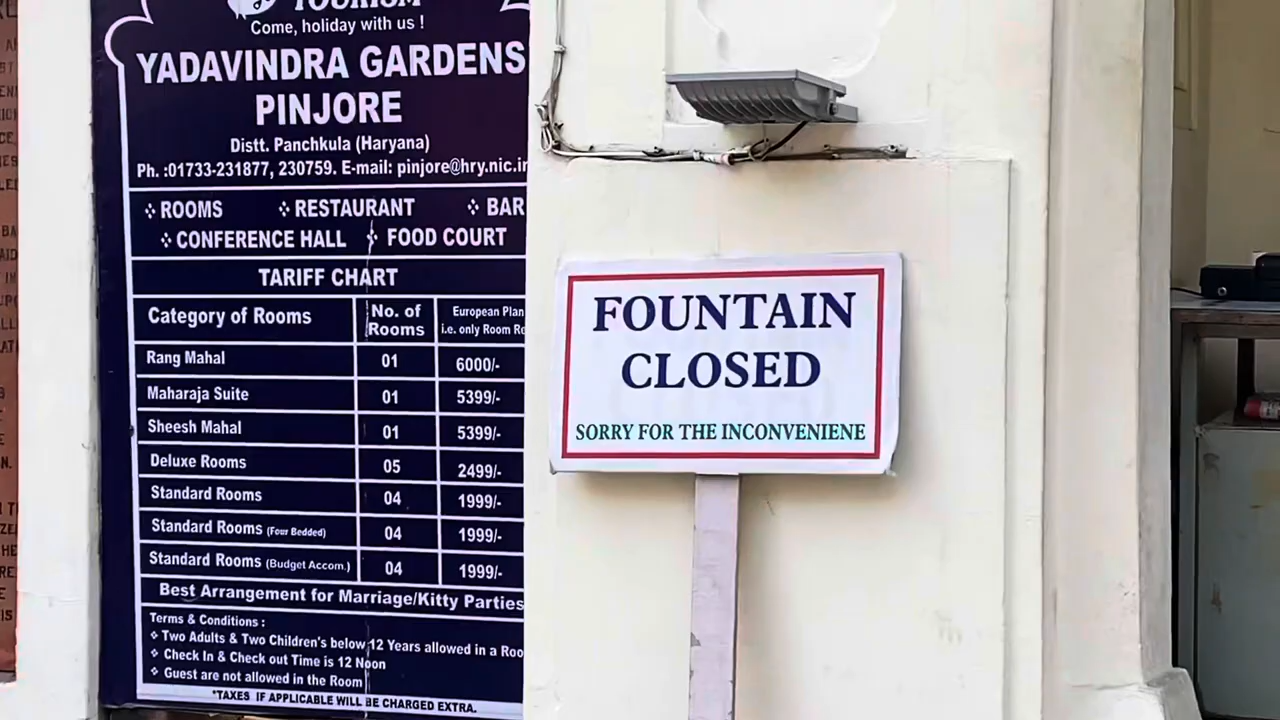 TOURISM
Come, holiday with us !
YADAVINDRA GARDENS
PINJORE
Distt. Panchkula (Haryana)
Ph. :01733-231877, 230759. E-mail: pinjore@hry.nic.in
❖ ROOMS ❖ RESTAURANT ❖ BAR
❖ CONFERENCE HALL ❖ FOOD COURT
TARIFF CHART
Category of Rooms No. of Rooms European Plan
i.e. only Room
Rang Mahal 01 6000/-
Maharaja Suite 01 5399/-
Sheesh Mahal 01 5399/-
Deluxe Rooms 05 2499/-
Standard Rooms 04 1999/-
Standard Rooms (Four Bedded) 04 1999/-
Standard Rooms (Budget Accom.) 04 1999/-
Best Arrangement for Marriage/Kitty Parties
Terms & Conditions :
❖ Two Adults & Two Children's below 12 Years allowed in a
❖ Check In & Check out Time is 12 Noon
❖ Guest are not allowed in the Room
*TAXES IF APPLICABLE WILL BE CHARGED EXTRA.
FOUNTAIN
CLOSED
SORRY FOR THE INCONVENIENE